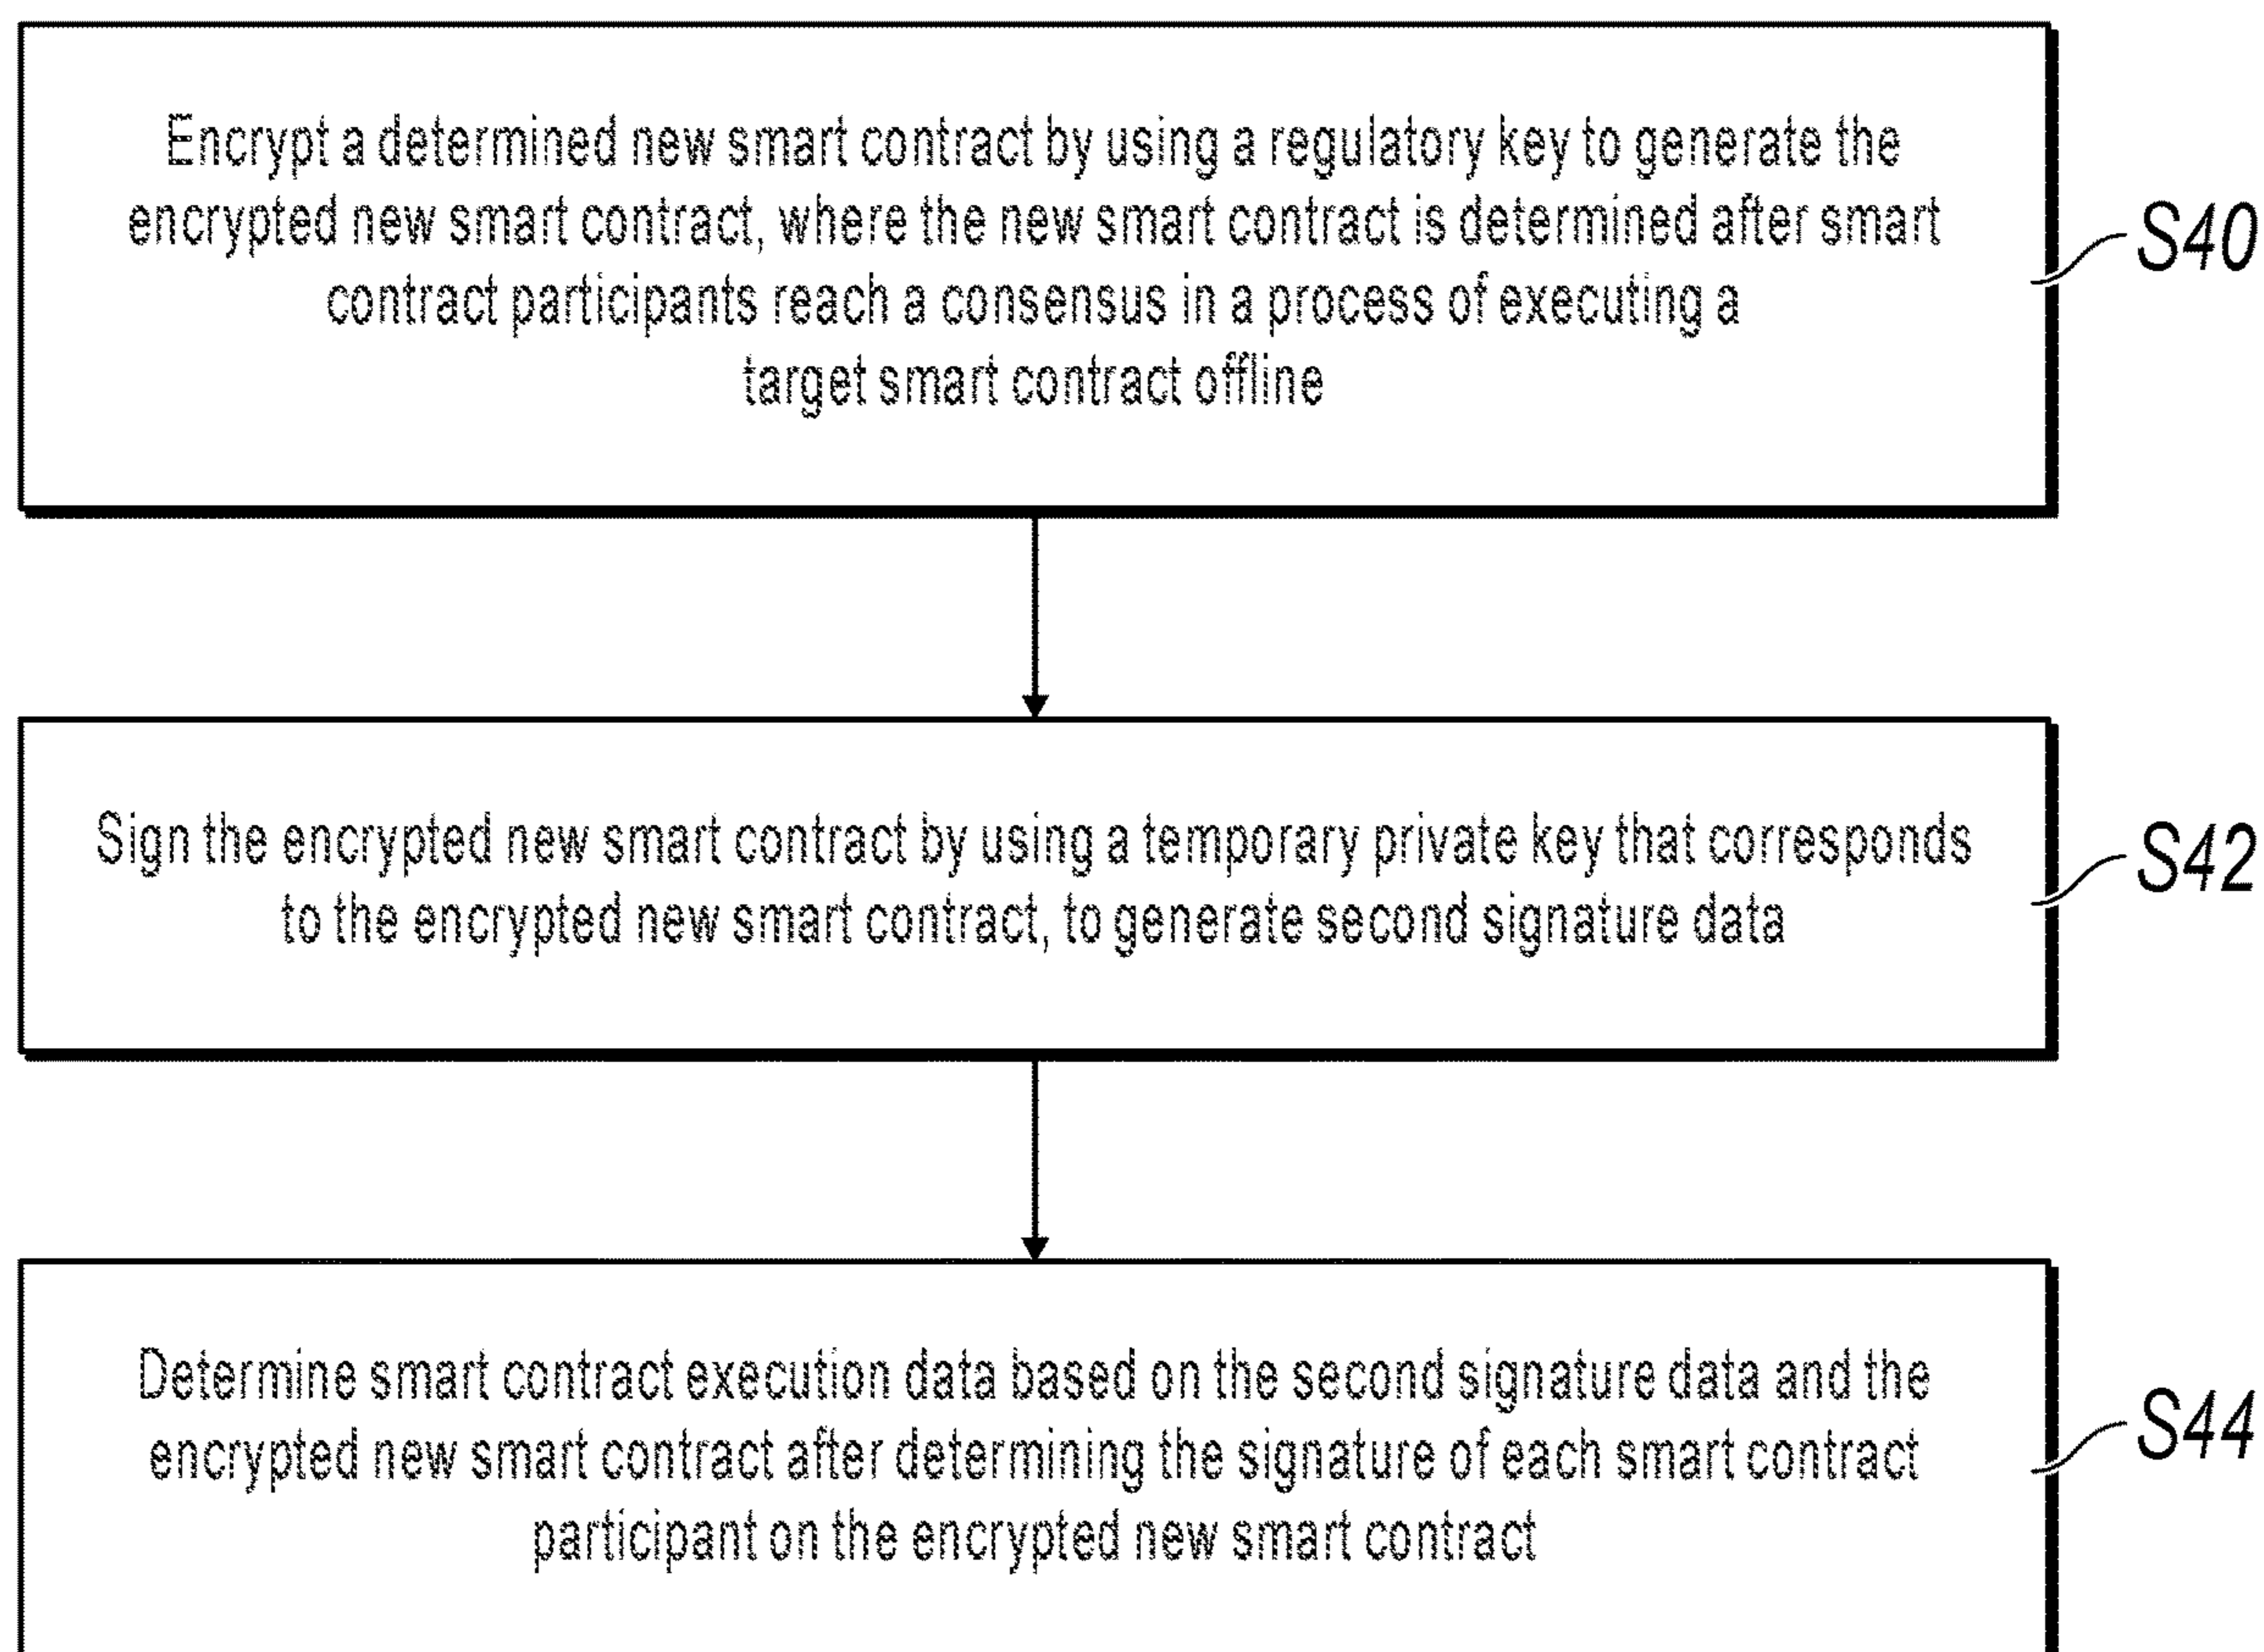 Encrypt a determined new smart contract by using a regulatory key to generate the
encrypted new smart contract, where the new smart contract is determined after smart
contract participants reach a consensus in a process of executing a
target smart contract offline
S40
Sign the encrypted new smart contract by using a temporary private key that corresponds
to the encrypted new smart contract, to generate second signature data
S42
Determine smart contract execution data based on the second signature data and the
encrypted new smart contract after determining the signature of each smart contract
participant on the encrypted new smart contract
S44